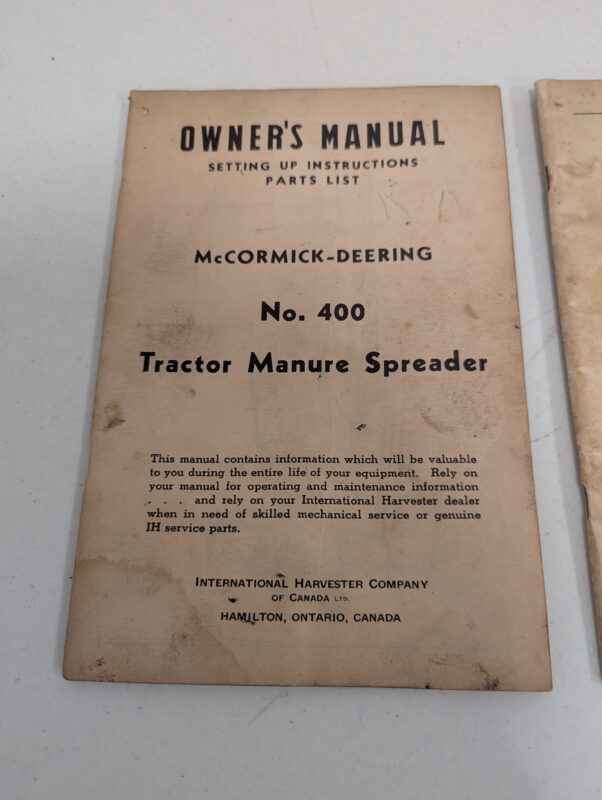 OWNER'S MANUAL
SETTING UP INSTRUCTIONS
PARTS LIST
McCORMICK-DEERING
No. 400
Tractor Manure Spreader
This manual contains information which will be valuable
to you during the entire life of your equipment. Rely on
your manual for operating and maintenance information
. . . and rely on your International Harvester dealer
when in need of skilled mechanical service or genuine
IH service parts.
INTERNATIONAL HARVESTER COMPANY
OF CANADA LTD.
HAMILTON, ONTARIO, CANADA